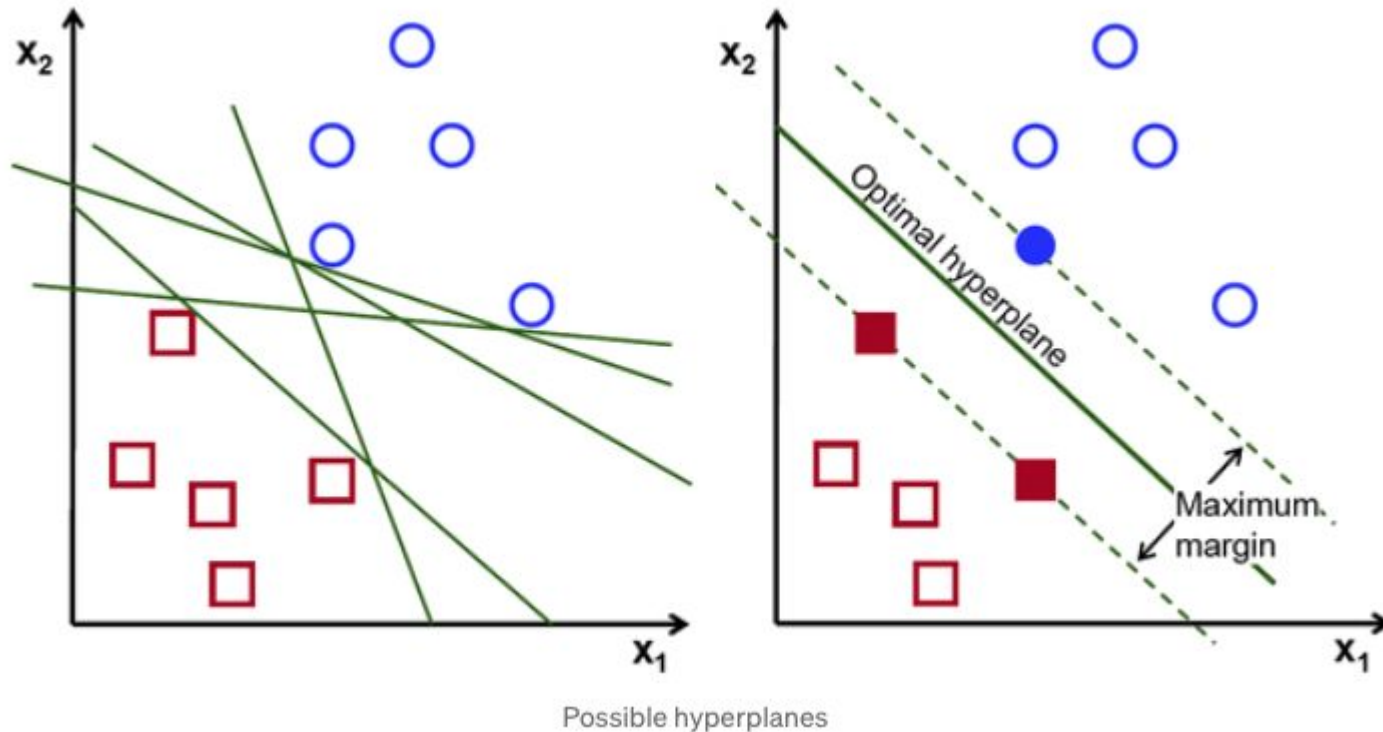 x₂
x₁
x₂
Optimal hyperplane
Maximum
margin
x₁
Possible hyperplanes